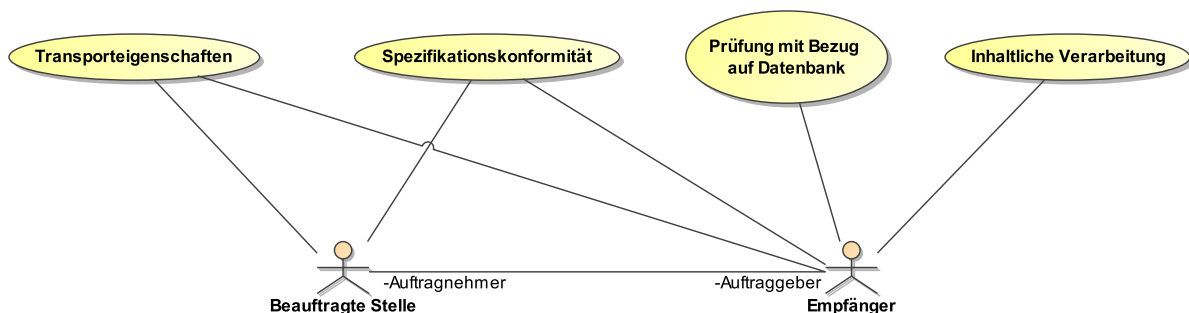 Transporteigenschaften
Spezifikationskonformität
Prüfung mit Bezug
auf Datenbank
Inhaltliche Verarbeitung
-Auftragnehmer
-Auftraggeber
Beauftragte Stelle
Empfänger